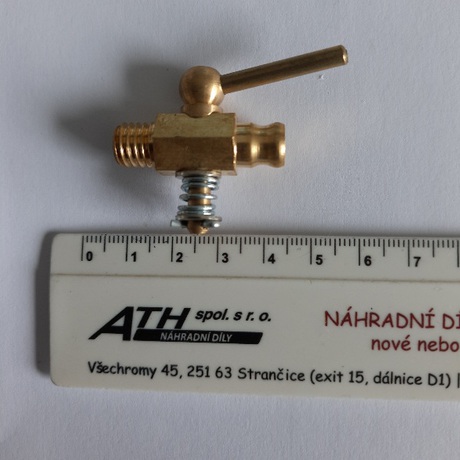 0 1 2 3 4 5 6 7
ATH spol. s r. o.
NÁHRADNÍ DÍLY
NÁHRADNÍ DÍ
nové nebo
Všechromy 45, 251 63 Strančice (exit 15, dálnice D1) |